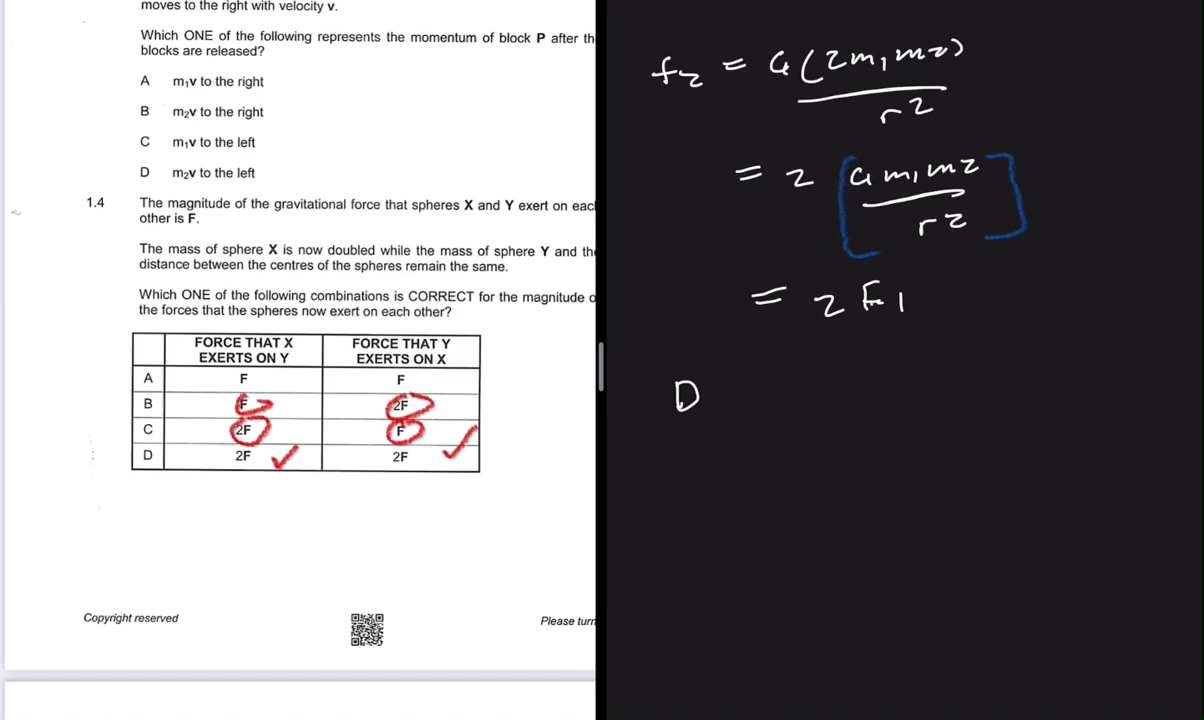 moves to the right with velocity v.
Which ONE of the following represents the momentum of block P after th
blocks are released?
A m₁v to the right
B m₂v to the right
C m₁v to the left
D m₂v to the left
1.4 The magnitude of the gravitational force that spheres X and Y exert on each
other is F.
The mass of sphere X is now doubled while the mass of sphere Y and the
distance between the centres of the spheres remain the same.
Which ONE of the following combinations is CORRECT for the magnitude o
the forces that the spheres now exert on each other?
FORCE THAT X EXERTS ON Y FORCE THAT Y EXERTS ON X
A F F
B F 2F
C 2F F
D 2F 2F
Copyright reserved
Please turn
f2 = G(2m1m2)
r2
= 2 [Gm1m2]
r2
= 2F1
D